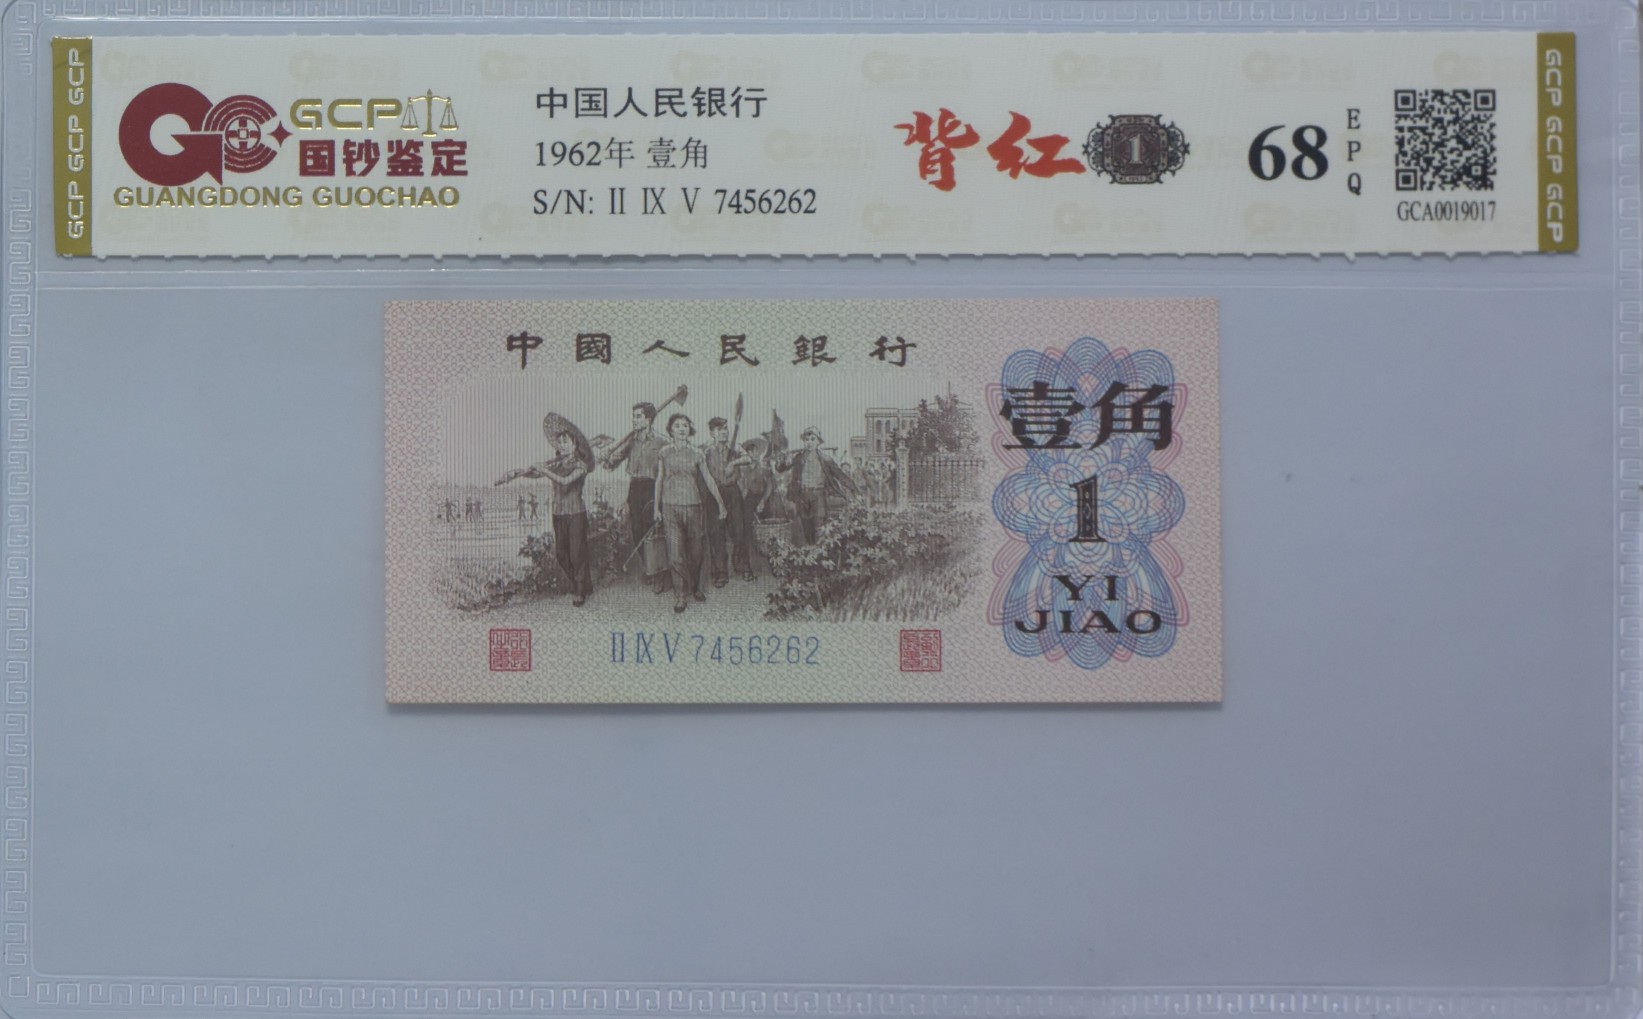 GCP GCP GCP
GCP
国钞鉴定
GUANGDONG GUOCHAO
中国人民银行
1962年 壹角
S/N: II IX V 7456262
背红
1
68
EPQ
GCA0019017
GCP GCP GCP
中國人民銀行
壹角
1
YI
JIAO
II IX V 7456262